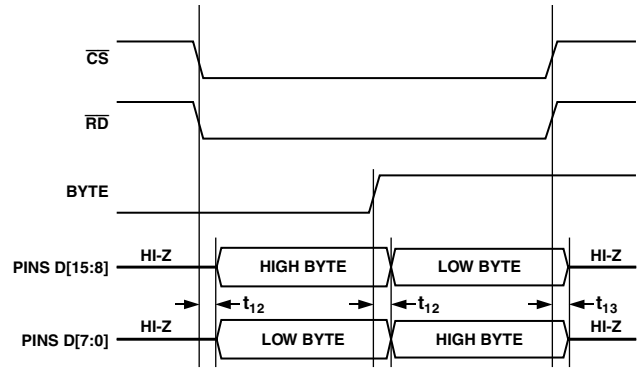 CS
RD
BYTE
PINS D[15:8] HI-Z HIGH BYTE LOW BYTE HI-Z
t12 t12 t13
PINS D[7:0] HI-Z LOW BYTE HIGH BYTE HI-Z